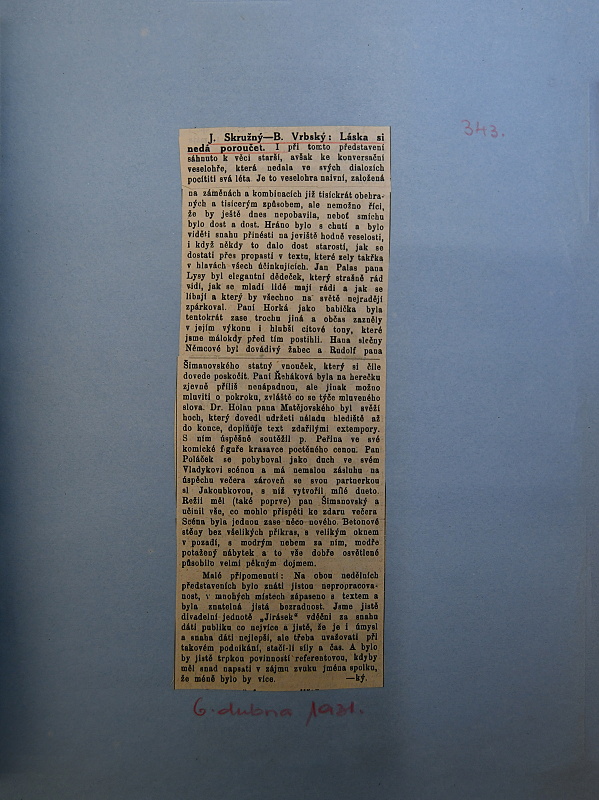 343.
J. Skružný—B. Vrbský: Láska si
nedá poroučet. I při tomto představení
sáhnuto k věci starší, avšak ke konversační
veselohře, která nedala ve svých dialozích
pocítiti svá léta. Je to veselohra naivní, založená
na záměnách a kombinacích již tisíckrát obehra-
ných a tisícerým způsobem, ale nemožno říci,
že by ještě dnes nepobavila, neboť smíchu
bylo dost a dost. Hráno bylo s chutí a bylo
viděti snahu přinésti na jeviště hodně veselosti,
i když někdy to dalo dost starostí, jak se
dostati přes propasti v textu, které zely takřka
v hlavách všech účinkujících. Jan Palas pana
Lysy byl elegantní dědeček, který strašně rád
vidí, jak se mladí lidé mají rádi a jak se
líbají a který by všechno na světě nejraději
zpárkoval. Paní Horká jako babička byla
tentokrát zase trochu jiná a občas zazněly
v jejím výkonu i hlubší citové tony, které
jsme málokdy před tím postihli. Hana slečny
Němcové byl dovádivý žabec a Rudolf pana
Šimanovského statný vnouček, který si čile
dovede poskočit. Paní Řeháková byla na herečku
zjevně příliš nenápadnou, ale jinak možno
mluviti o pokroku, zvláště co se týče mluveného
slova. Dr. Holan pana Matějovského byl svěží
hoch, který dovedl udržeti náladu hlediště až
do konce, doplňuje text zdařilými extempory.
S ním úspěšně soutěžil p. Peřina ve své
komické figuře krasavce poctěného cenou. Pan
Poláček se pohyboval jako duch ve svém
Vladykovi scénou a má nemalou zásluhu na
úspěchu večera zároveň se svou partnerkou
sl Jakoubkovou, s níž vytvořil milé dueto.
Režii měl (také poprve) pan Šimanovský a
učinil vše, co mohlo přispěti ke zdaru večera
Scéna byla jednou zase něco nového. Betonové
stěny bez všelikých příkras, s velikým oknem
v pozadí, s modrým nebem za ním, modře
potažený nábytek a to vše dobře osvětlené
působilo velmi pěkným dojmem.
Malé připomenutí: Na obou nedělních
představeních bylo znáti jistou nepropracova-
nost, v mnohých místech zápaseno s textem a
byla znatelná jistá bezradnost. Jsme jistě
divadelní jednotě „Jirásek" vděčni za snahu
dáti publiku co nejvíce a jistě, že je i úmysl
a snaha dáti nejlepší, ale třeba uvažovati při
takovém podnikání, stačí-li síly a čas. A bylo
by jistě trpkou povinností referentovou, kdyby
měl snad napsati v zájmu zvuku jména spolku,
že méně bylo by více. —ký.
6. dubna 1931.